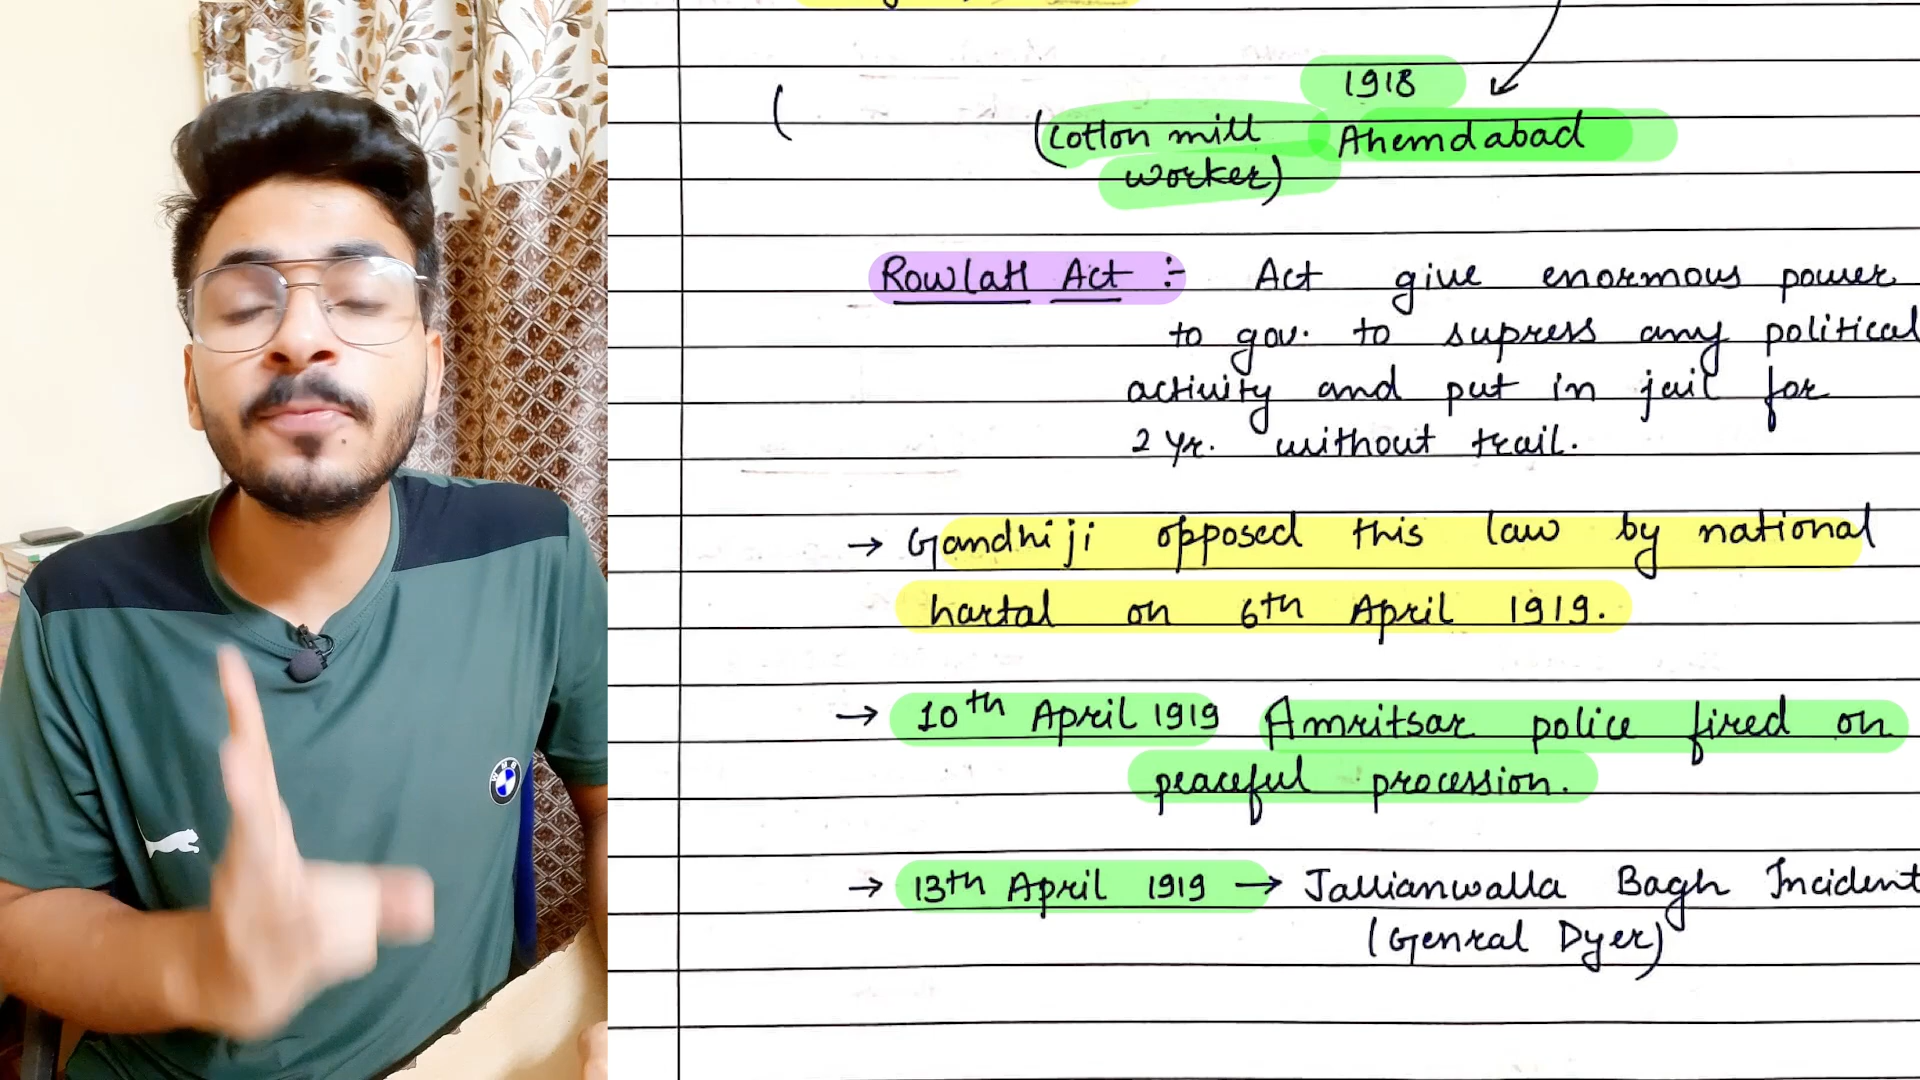 1918
(Cotton mill Ahemdabad
worker)
Rowlatt Act :- Act give enormous power
to gov. to supress any political
activity and put in jail for
2 yr. without trail.
→ Gandhiji opposed this law by national
hartal on 6th April 1919.
→ 10th April 1919 Amritsar police fired on
peaceful procession.
→ 13th April 1919 → Jallianwalla Bagh Incident
(Genral Dyer)
BMW